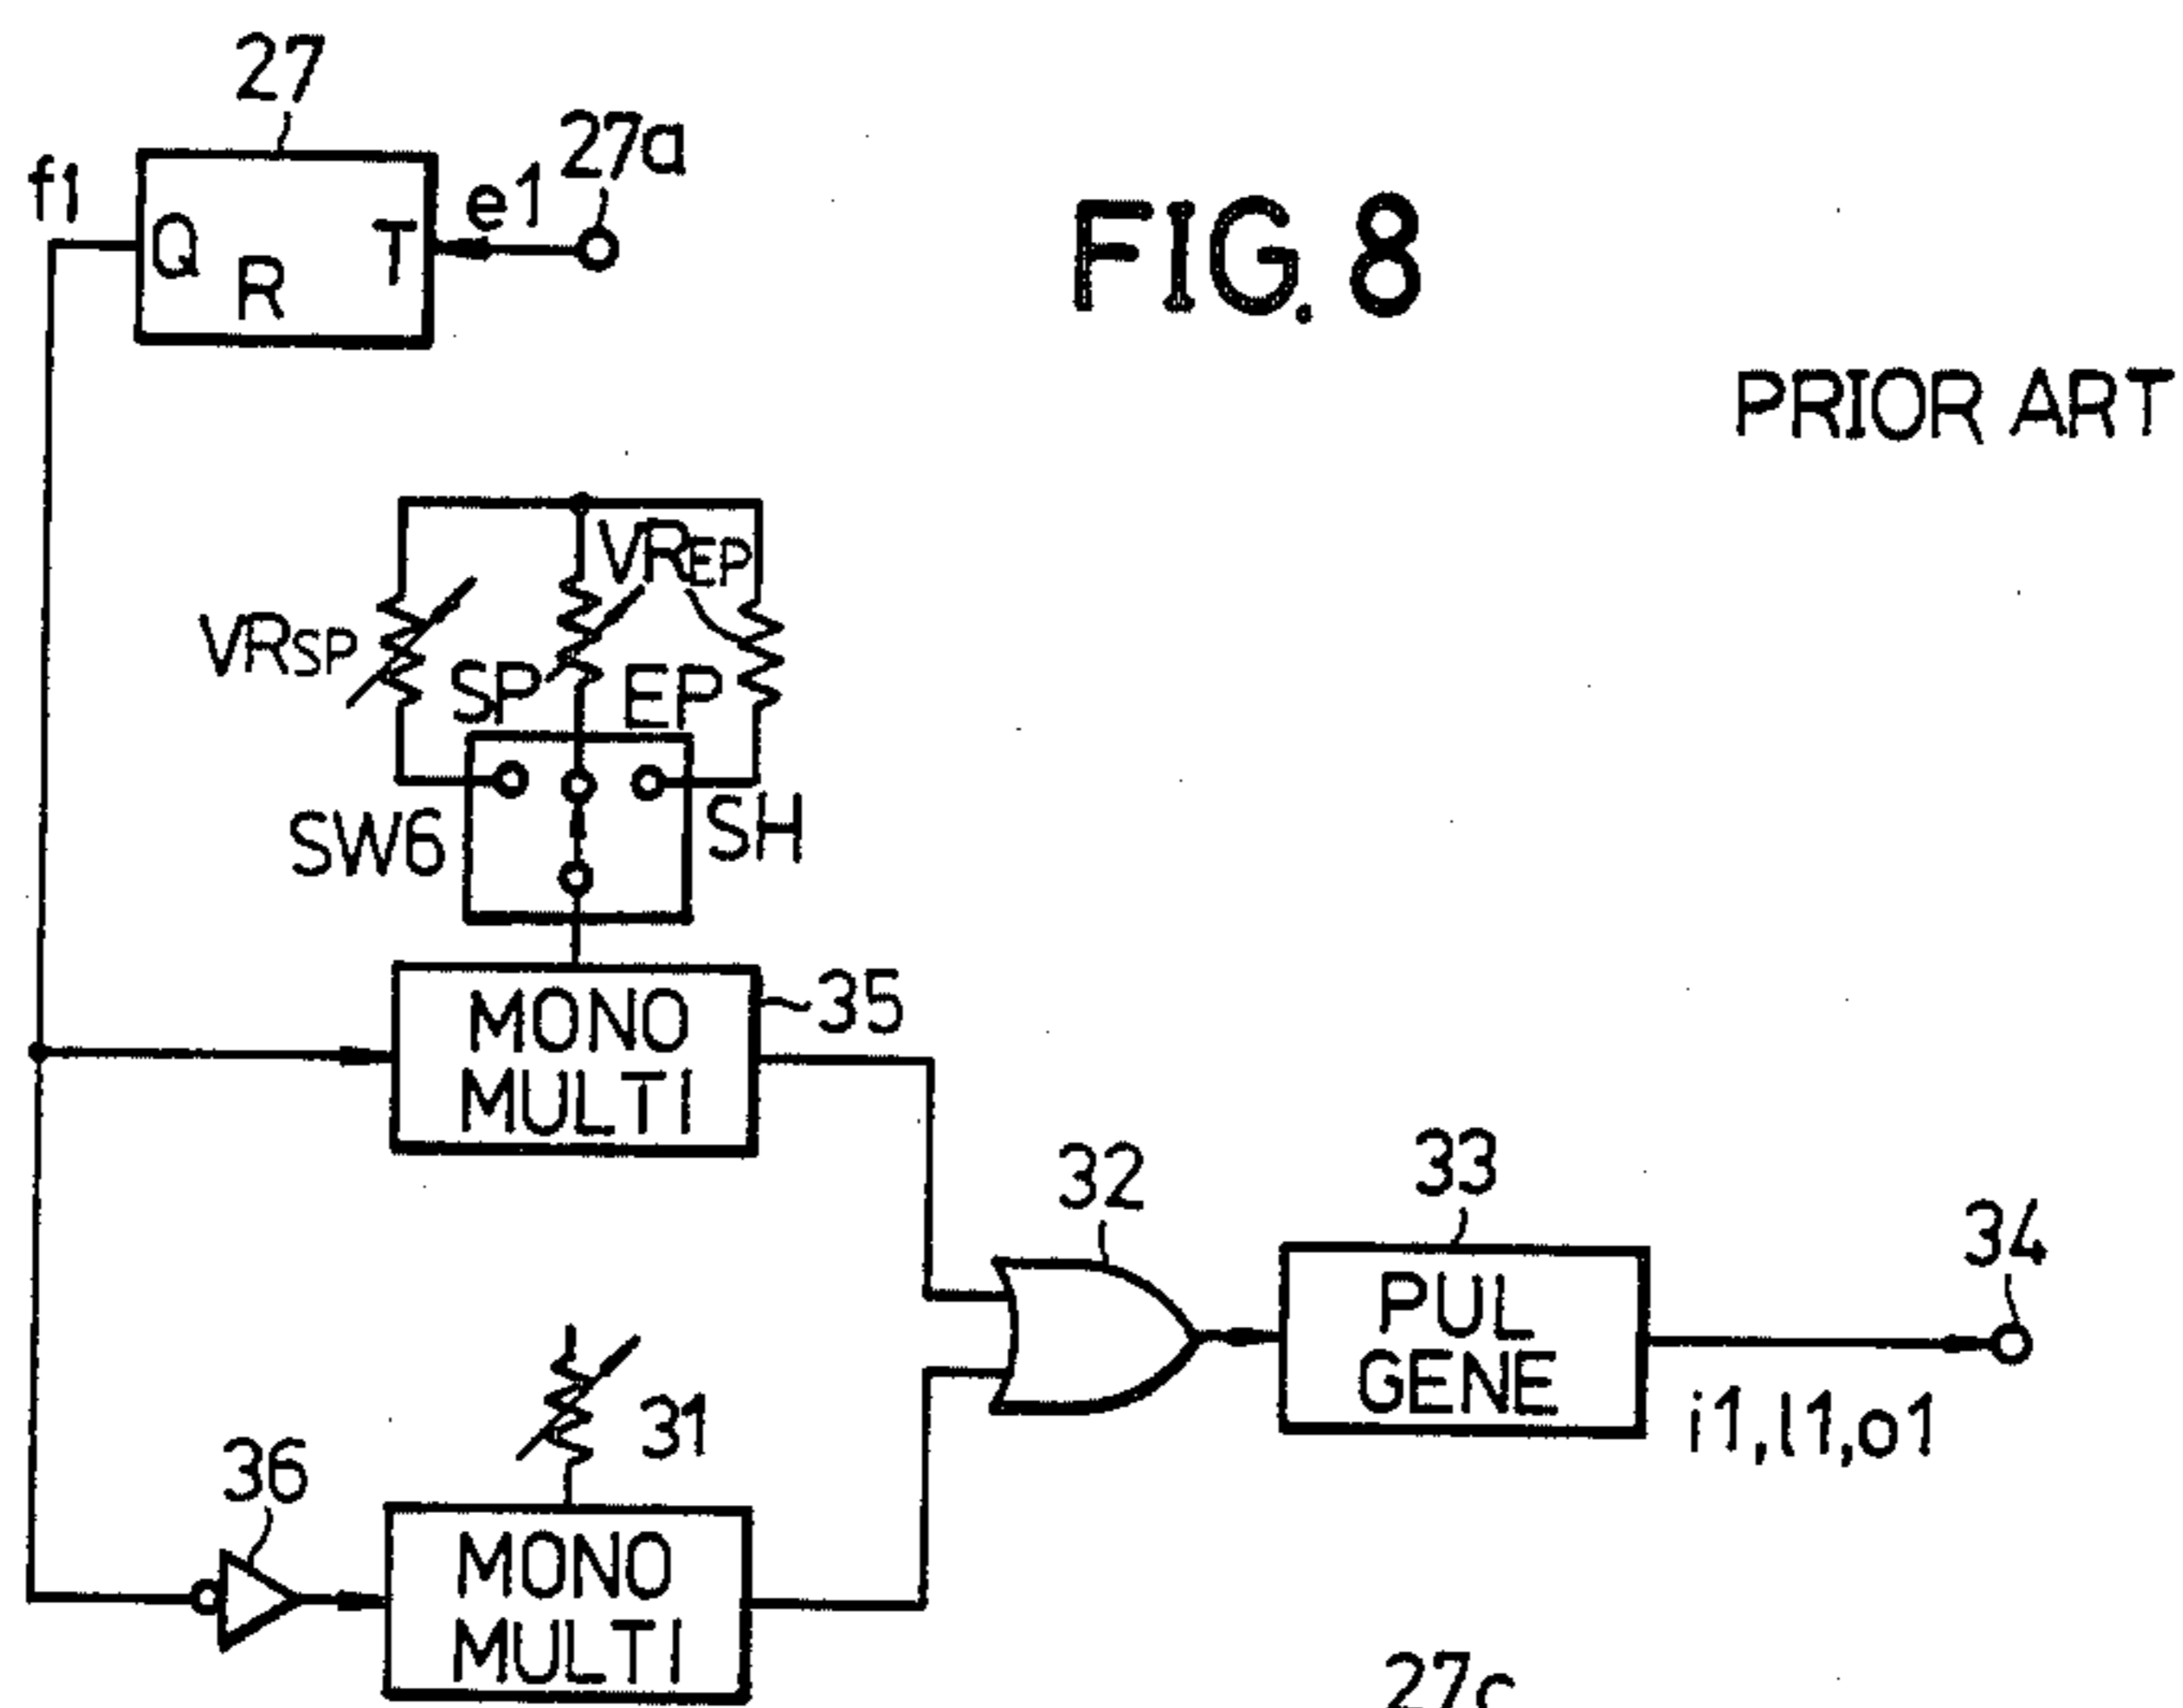 27
27a
f1
e1
Q
R
T
FIG. 8
PRIOR ART
VREP
VRSP
SP
EP
SW6
SH
MONO
MULTI
35
32
33
34
PUL
GENE
i1,l1,o1
31
36
MONO
MULTI
27c